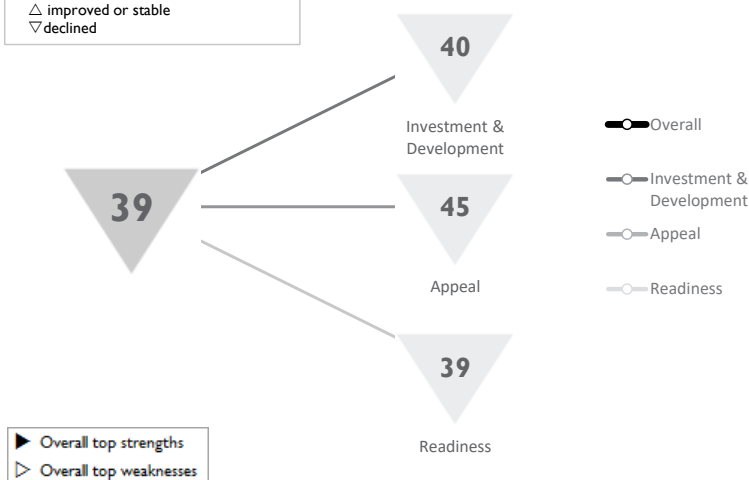 △ improved or stable
▽ declined
40
Investment &
Development
39
45
Appeal
39
Readiness
Overall
Investment &
Development
Appeal
Readiness
▶ Overall top strengths
▷ Overall top weaknesses